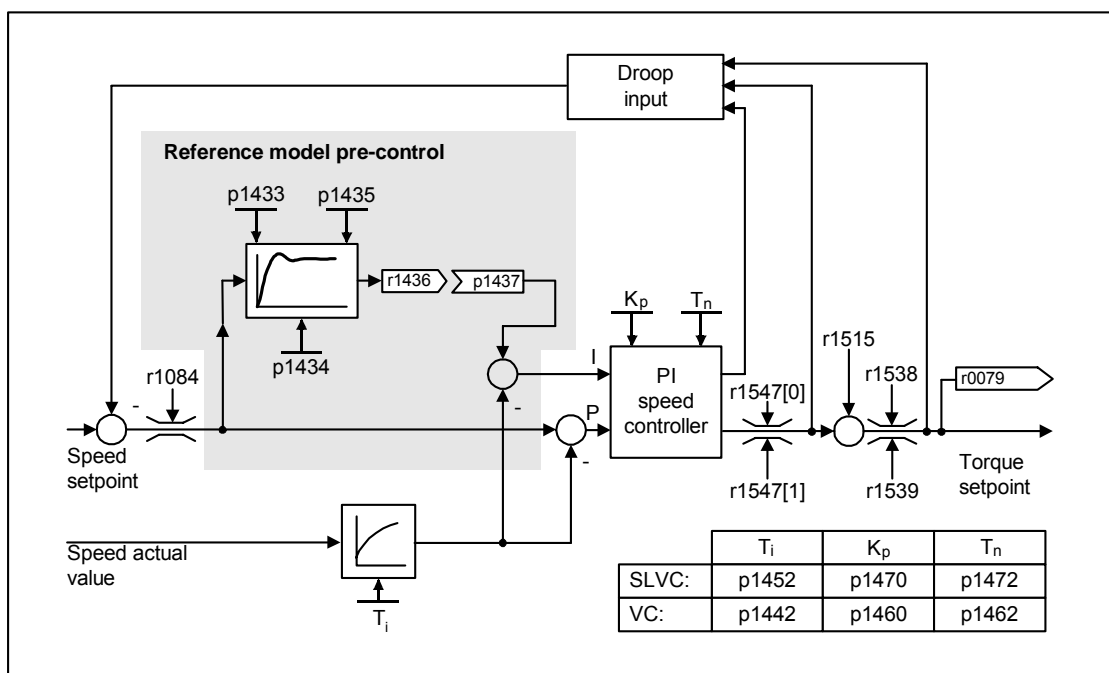 Droop
input
Reference model pre-control
p1433
p1435
r1436
p1437
p1434
Kp
Tn
r1084
I
P
-
-
-
PI
speed
controller
r1547[0]
r1547[1]
r1515
r1538
r1539
r0079
Speed
setpoint
Torque
setpoint
Speed actual
value
Ti
Ti Kp Tn
SLVC: p1452 p1470 p1472
VC: p1442 p1460 p1462